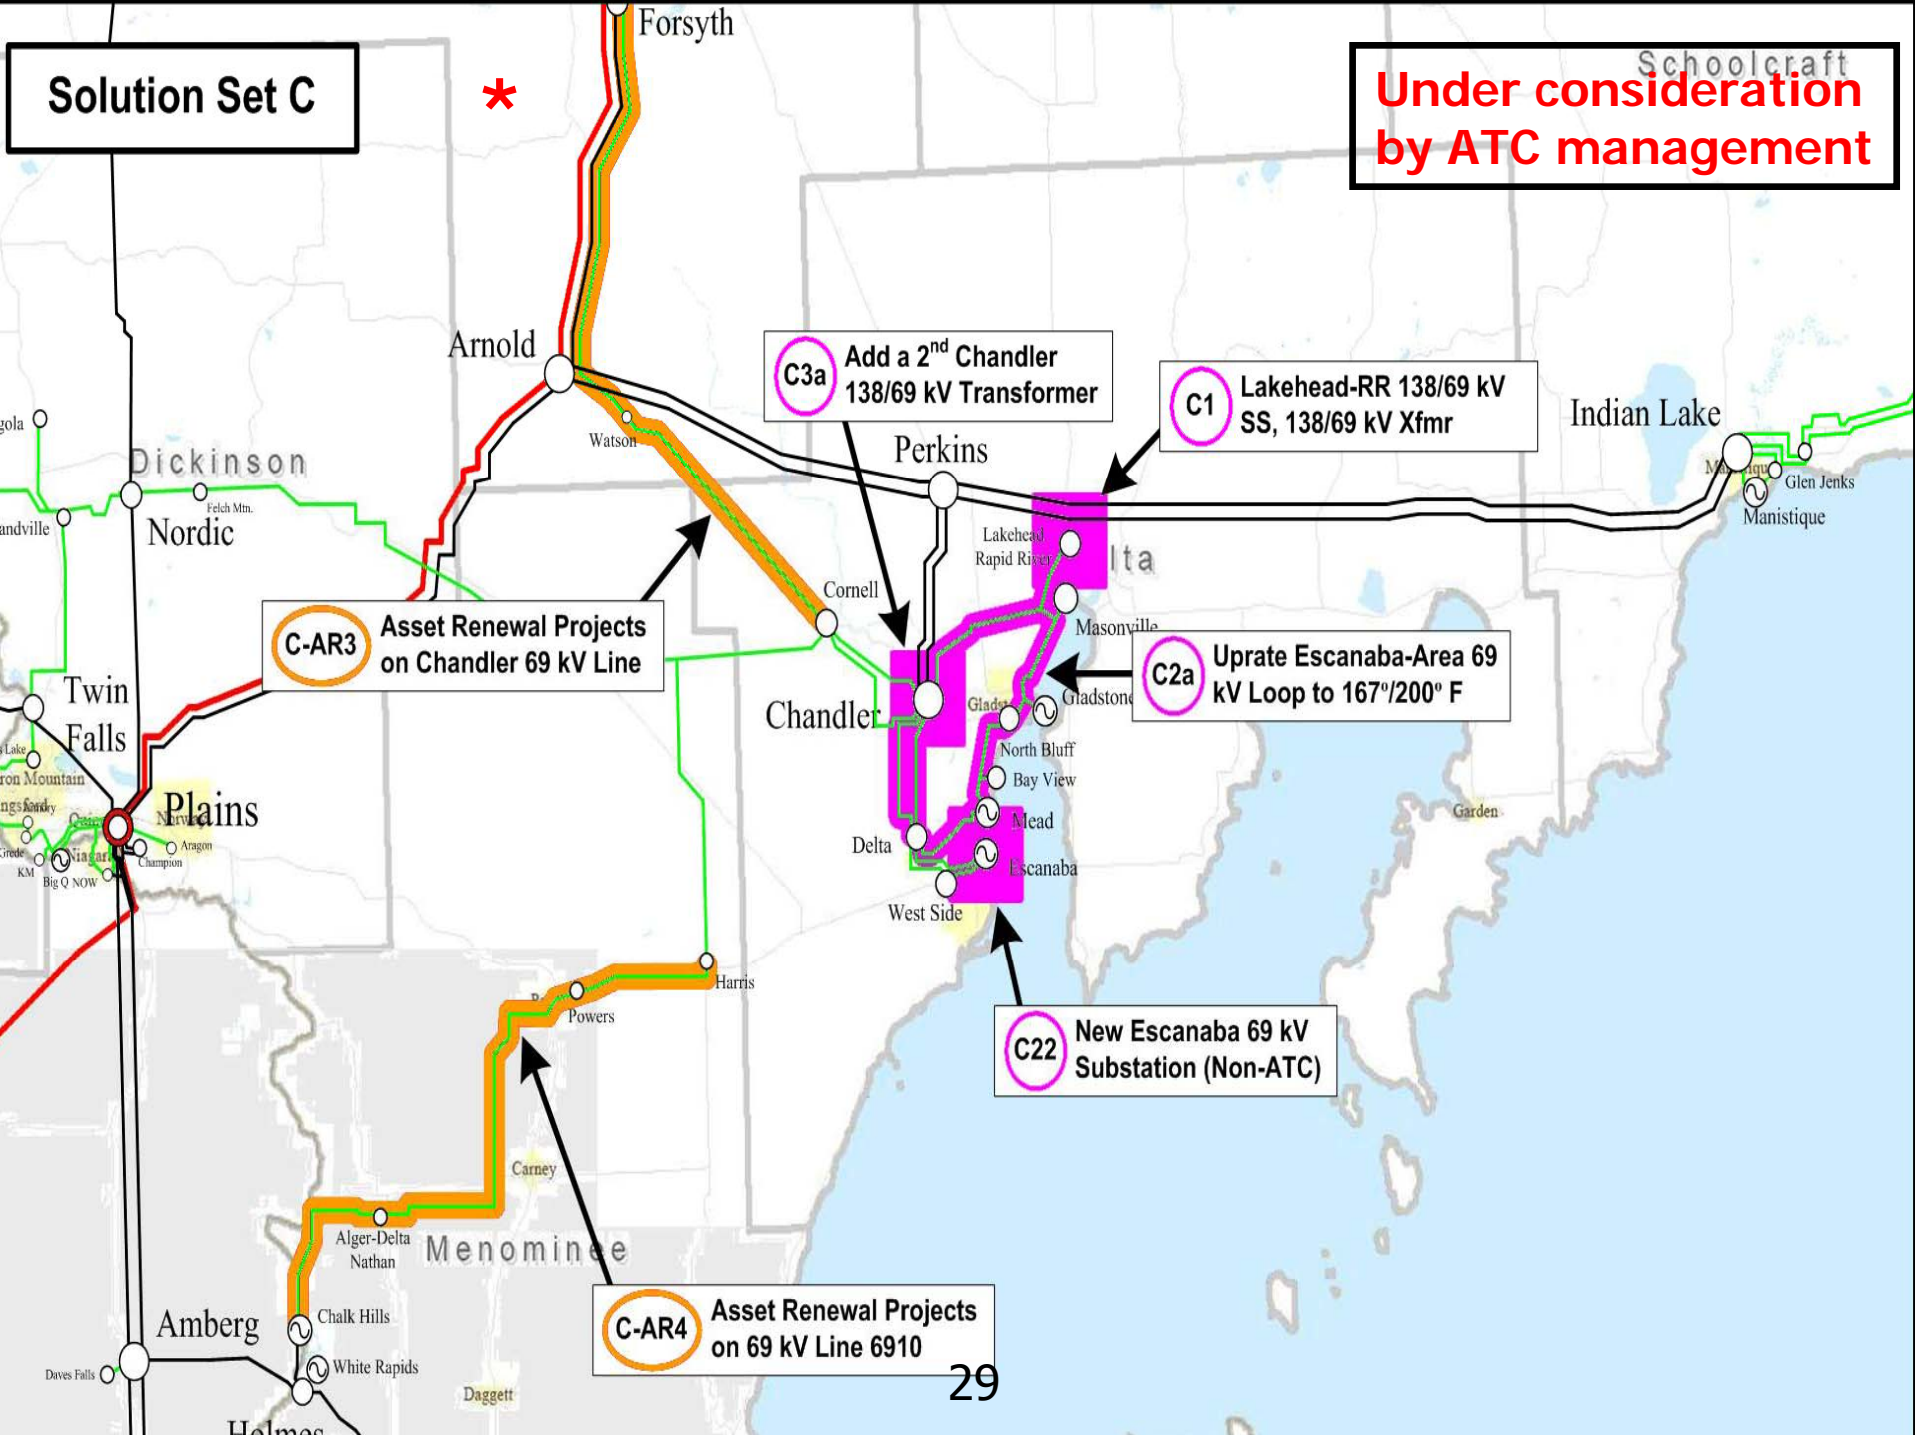 Forsyth
Solution Set C
*
Schoolcraft
Under consideration
by ATC management
Arnold
C3a
Add a 2nd Chandler
138/69 kV Transformer
C1
Lakehead-RR 138/69 kV
SS, 138/69 kV Xfmr
Indian Lake
Watson
Perkins
Dickinson
Felch Mtn.
Nordic
Glen Jenks
Manistique
Lakehead
Rapid River
lta
Cornell
C-AR3
Asset Renewal Projects
on Chandler 69 kV Line
Masonville
C2a
Uprate Escanaba-Area 69
kV Loop to 167º/200º F
Twin
Falls
Chandler
Gladstone
North Bluff
Bay View
Mead
Plains
Delta
Escanaba
Garden
Champion
Aragon
KM
Big Q
NOW
West Side
Harris
Powers
C22
New Escanaba 69 kV
Substation (Non-ATC)
Carney
Alger-Delta
Nathan
Menominee
Chalk Hills
Amberg
C-AR4
Asset Renewal Projects
on 69 kV Line 6910
White Rapids
Daves Falls
Daggett
29
Holmes